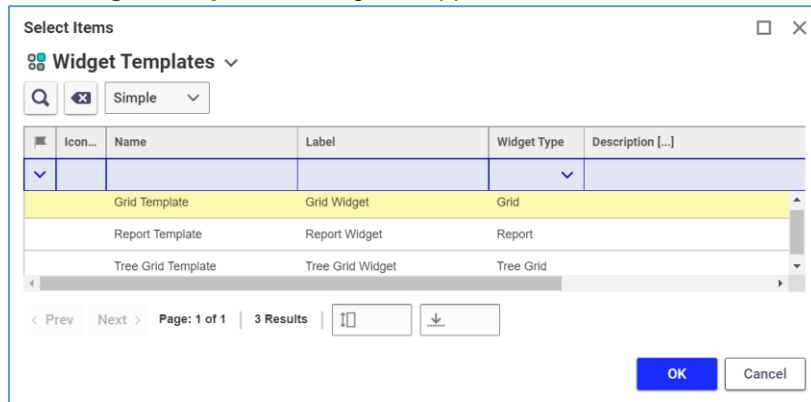 Select Items
Widget Templates
Simple
Icon... Name Label Widget Type Description [...]
Grid Template Grid Widget Grid
Report Template Report Widget Report
Tree Grid Template Tree Grid Widget Tree Grid
< Prev Next > Page: 1 of 1 | 3 Results |
OK Cancel